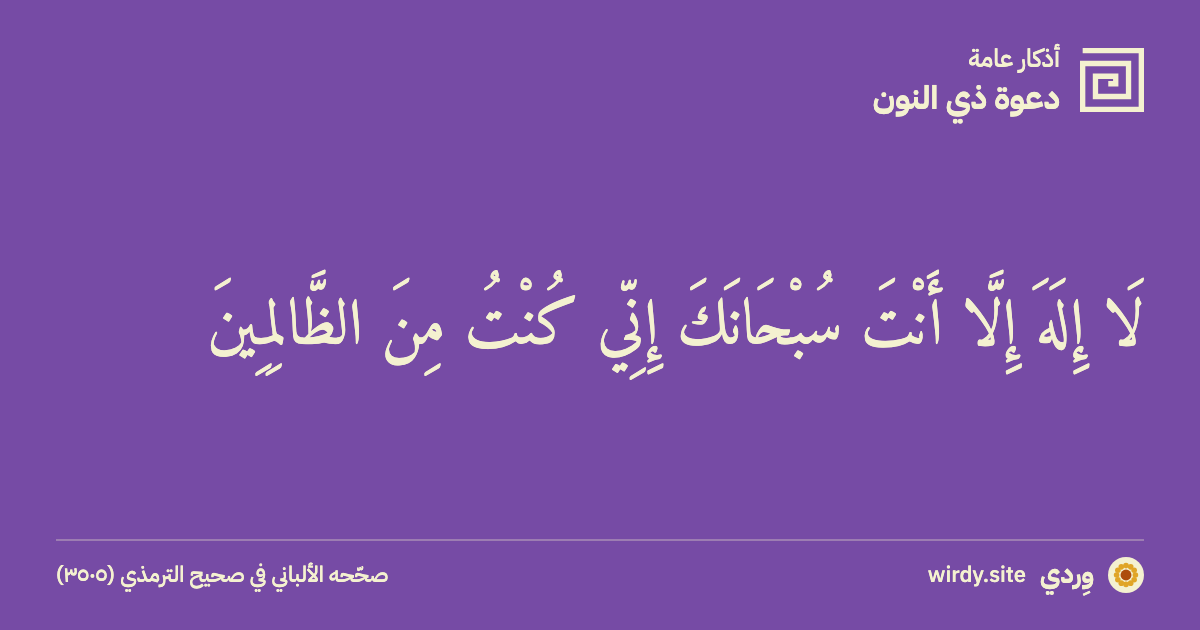 أذكار عامة
دعوة ذي النون
لَا إِلَهَ إِلَّا أَنْتَ سُبْحَانَكَ إِنِّي كُنْتُ مِنَ الظَّالِمِينَ
وِردي wirdy.site
صحّحه الألباني في صحيح الترمذي (٣٥٠٥)